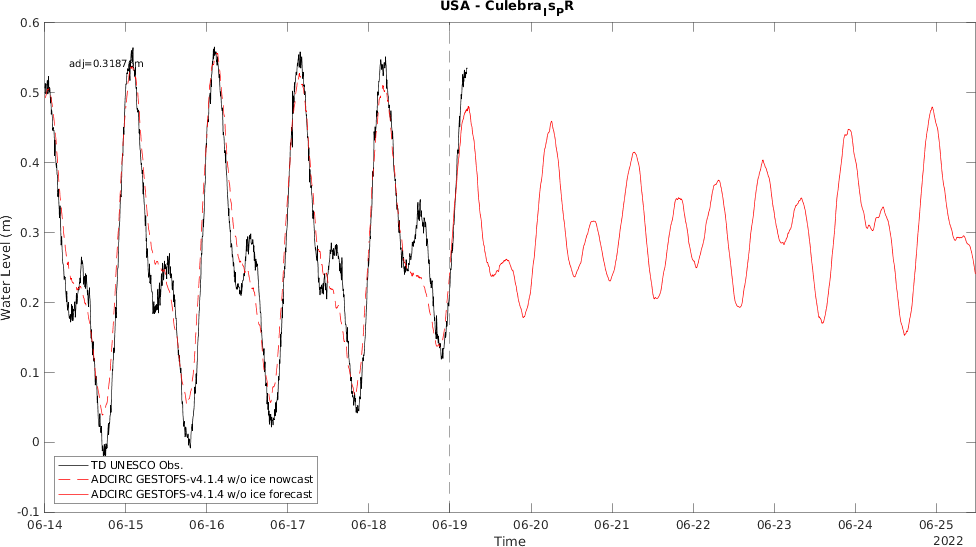 USA - Culebra_Is_PR
adj=0.3187 m
Water Level (m)
0.6
0.5
0.4
0.3
0.2
0.1
0
-0.1
TD UNESCO Obs.
ADCIRC GESTOFS-v4.1.4 w/o ice nowcast
ADCIRC GESTOFS-v4.1.4 w/o ice forecast
06-14 06-15 06-16 06-17 06-18 06-19 06-20 06-21 06-22 06-23 06-24 06-25
Time
2022